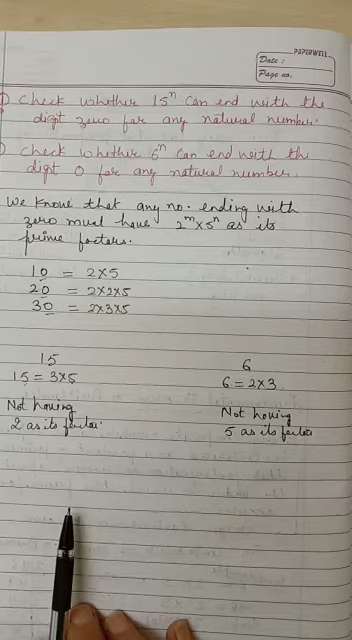 PAPERWELL
Date :
Page no.
Check whether 15ⁿ can end with the
digit zero for any natural number.
Check whether 6ⁿ can end with the
digit 0 for any natural number.
We know that any no. ending with
zero must have 2ᵐ×5ⁿ as its
prime factors.
10 = 2×5
20 = 2×2×5
30 = 2×3×5
15
15 = 3×5
Not having
2 as its factor.
6
6 = 2×3
Not having
5 as its factor